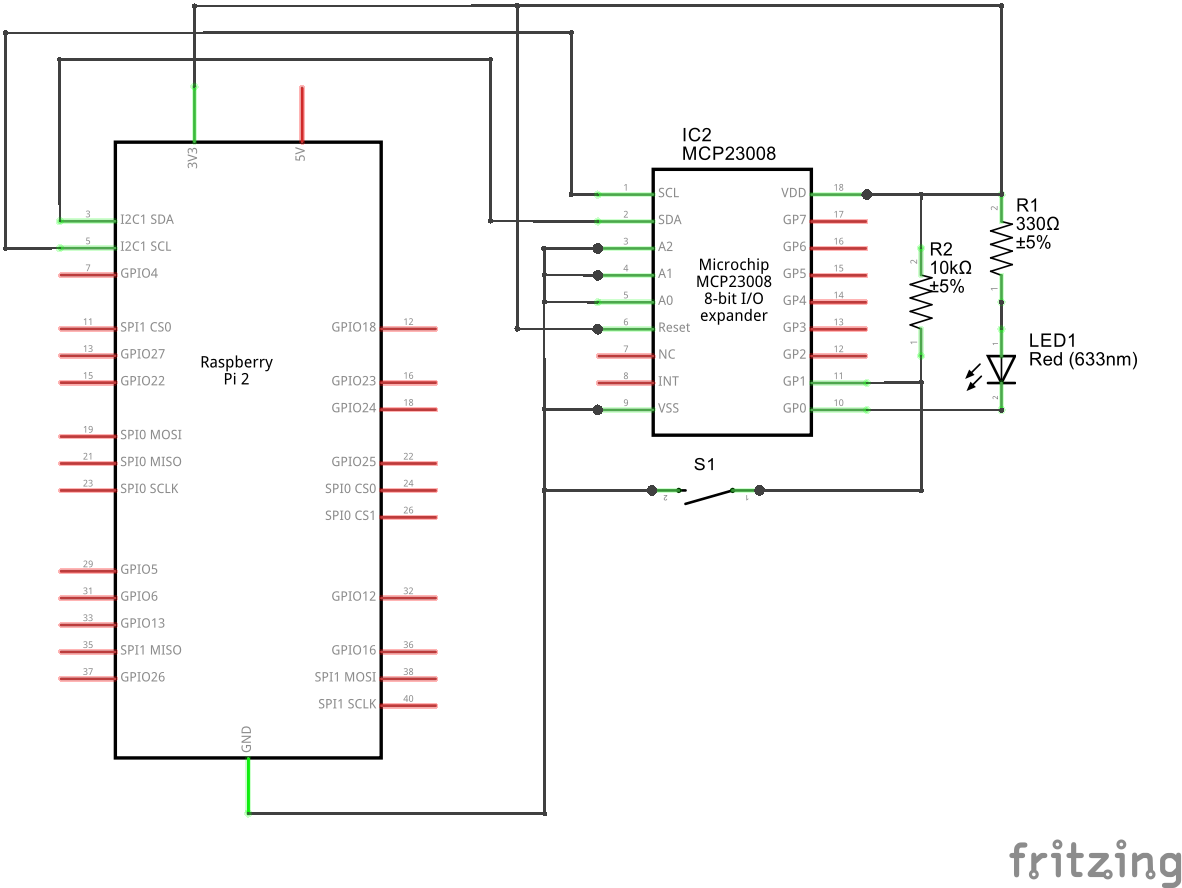 3V3
5V
3
I2C1 SDA
5
I2C1 SCL
7
GPIO4
11
SPI1 CS0
GPIO18
12
13
GPIO27
Raspberry
Pi 2
15
GPIO22
GPIO23
16
GPIO24
18
19
SPI0 MOSI
21
SPI0 MISO
GPIO25
22
23
SPI0 SCLK
SPI0 CS0
24
SPI0 CS1
26
29
GPIO5
31
GPIO6
GPIO12
32
33
GPIO13
35
SPI1 MISO
GPIO16
36
37
GPIO26
SPI1 MOSI
38
SPI1 SCLK
40
GND
IC2
MCP23008
1
SCL
VDD
18
2
SDA
GP7
17
3
A2
GP6
16
4
A1
GP5
15
5
A0
GP4
14
6
Reset
GP3
13
7
NC
GP2
12
8
INT
GP1
11
9
VSS
GP0
10
Microchip
MCP23008
8-bit I/O
expander
R1
330Ω
±5%
2
1
R2
10kΩ
±5%
2
1
LED1
Red (633nm)
1
2
S1
2
1
fritzing